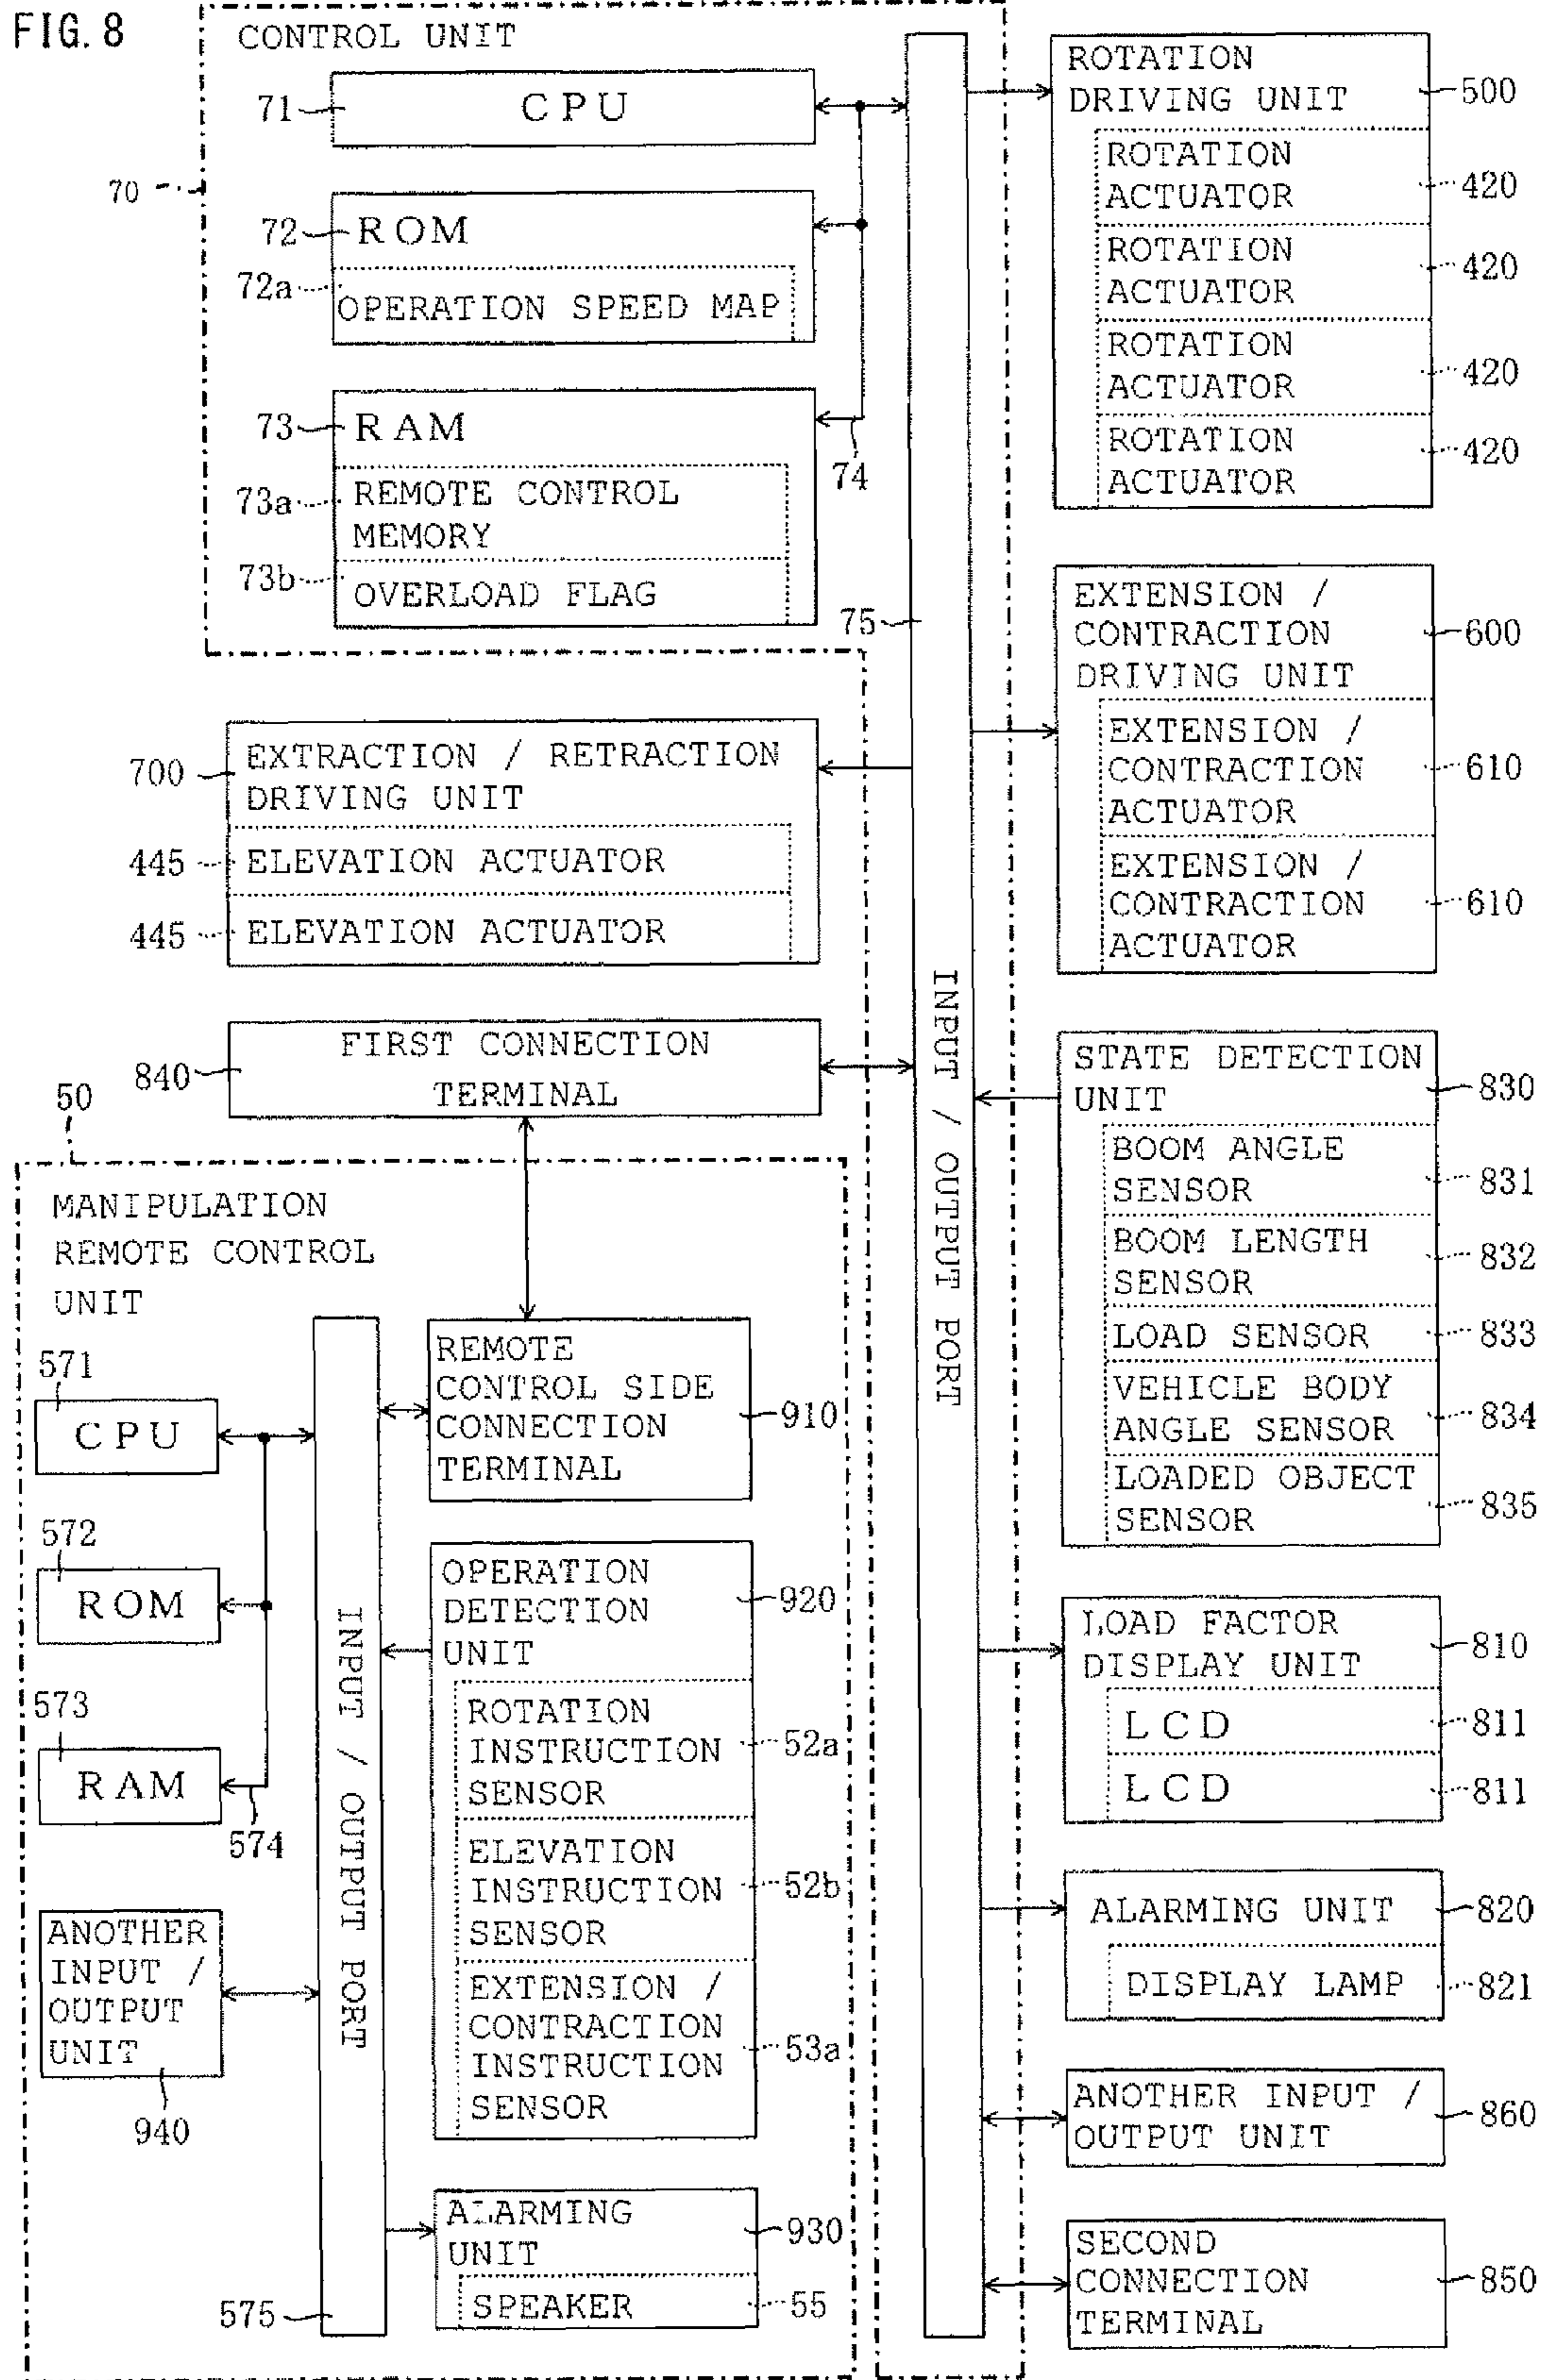 FIG. 8
CONTROL UNIT
70
71
CPU
72
ROM
72a
OPERATION SPEED MAP
73
RAM
73a
REMOTE CONTROL
MEMORY
73b
OVERLOAD FLAG
74
75
INPUT / OUTPUT PORT
700
EXTRACTION / RETRACTION
DRIVING UNIT
445
ELEVATION ACTUATOR
445
ELEVATION ACTUATOR
840
FIRST CONNECTION
TERMINAL
50
MANIPULATION
REMOTE CONTROL
UNIT
571
CPU
572
ROM
573
RAM
574
ANOTHER
INPUT /
OUTPUT
UNIT
940
INPUT / OUTPUT PORT
575
REMOTE
CONTROL SIDE
CONNECTION
TERMINAL
910
OPERATION
DETECTION
UNIT
920
ROTATION
INSTRUCTION
SENSOR
52a
ELEVATION
INSTRUCTION
SENSOR
52b
EXTENSION /
CONTRACTION
INSTRUCTION
SENSOR
53a
ALARMING
UNIT
930
SPEAKER
55
ROTATION
DRIVING UNIT
500
ROTATION
ACTUATOR
420
ROTATION
ACTUATOR
420
ROTATION
ACTUATOR
420
ROTATION
ACTUATOR
420
EXTENSION /
CONTRACTION
DRIVING UNIT
600
EXTENSION /
CONTRACTION
ACTUATOR
610
EXTENSION /
CONTRACTION
ACTUATOR
610
STATE DETECTION
UNIT
830
BOOM ANGLE
SENSOR
831
BOOM LENGTH
SENSOR
832
LOAD SENSOR
833
VEHICLE BODY
ANGLE SENSOR
834
LOADED OBJECT
SENSOR
835
LOAD FACTOR
DISPLAY UNIT
810
LCD
811
LCD
811
ALARMING UNIT
820
DISPLAY LAMP
821
ANOTHER INPUT /
OUTPUT UNIT
860
SECOND
CONNECTION
TERMINAL
850